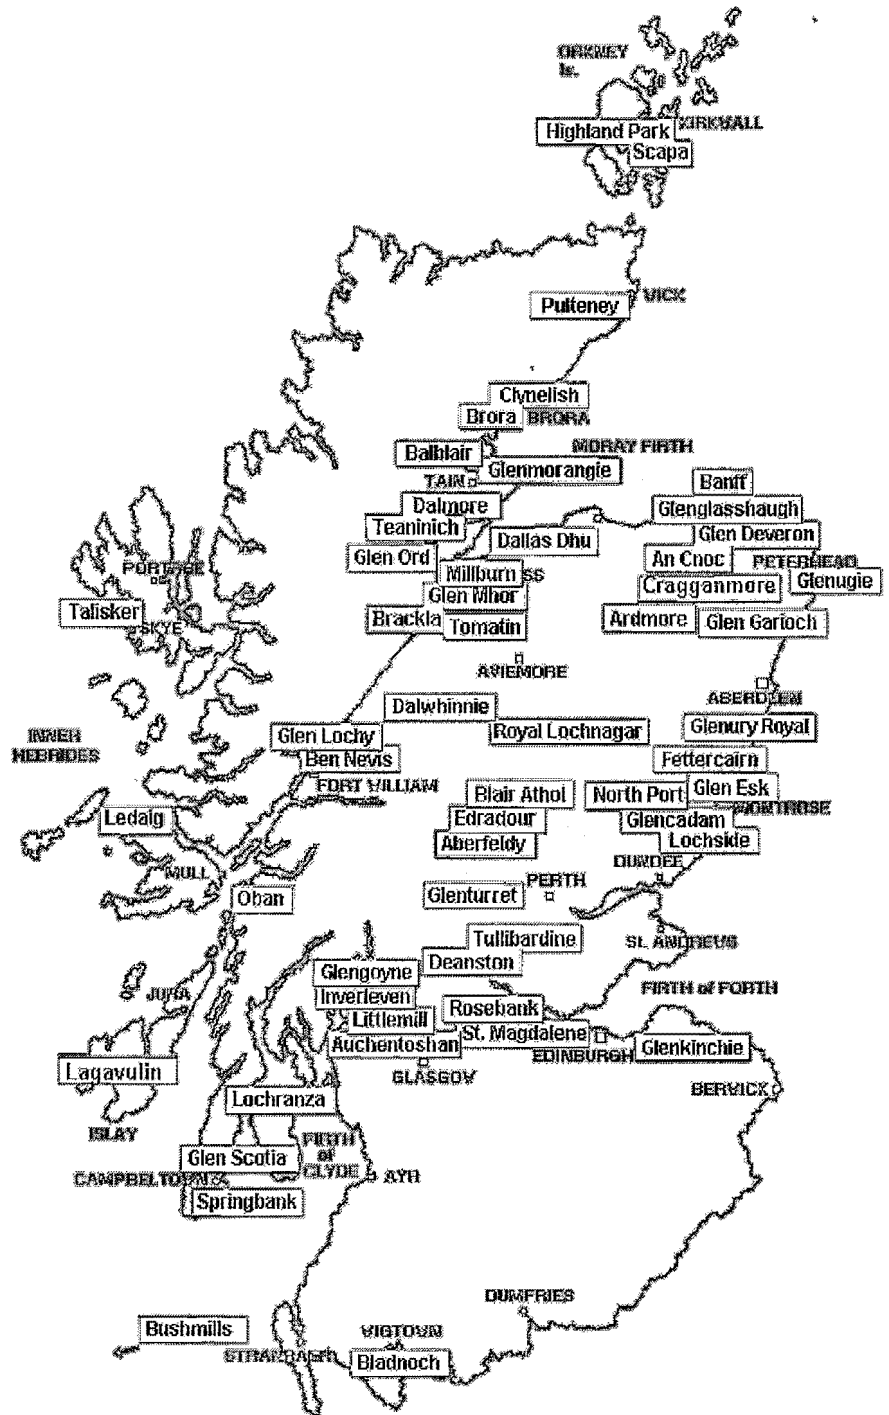 ORKNEY
Is.
KIRKWALL
Highland Park
Scapa
WICK
Pulteney
Clynelish
Brora
BRORA
MORAY FIRTH
Balblair
Glenmorangie
TAIN
Banff
Dalmore
Glenglasshaugh
Teaninich
Glen Deveron
Dallas Dhu
Glen Ord
An Cnoc
PETERHEAD
PORTREE
Millburn
SS
Glenugie
Glen Mhor
Cragganmore
Talisker
SKYE
Brackla
Tomatin
Ardmore
Glen Garioch
AVIEMORE
ABERDEEN
Dalwhinnie
INNER
HEBRIDES
Glen Lochy
Royal Lochnagar
Glenury Royal
Ben Nevis
Fettercairn
FORT WILLIAM
Blair Athol
North Port
Glen Esk
MONTROSE
Ledaig
Edradour
Glencadam
Aberfeldy
Lochside
MULL
DUNDEE
PERTH
Oban
Glenturret
Tullibardine
ST. ANDREWS
Deanston
Glengoyne
JURA
Inverleven
FIRTH of FORTH
Rosebank
Littlemill
St. Magdalene
Auchentoshan
EDINBURGH
Glenkinchie
Lagavulin
GLASGOW
BERWICK
Lochranza
ISLAY
FIRTH
of
CLYDE
Glen Scotia
CAMPBELTOWN
AYR
Springbank
DUMFRIES
Bushmills
WIGTOWN
STRANRAER
Bladnoch